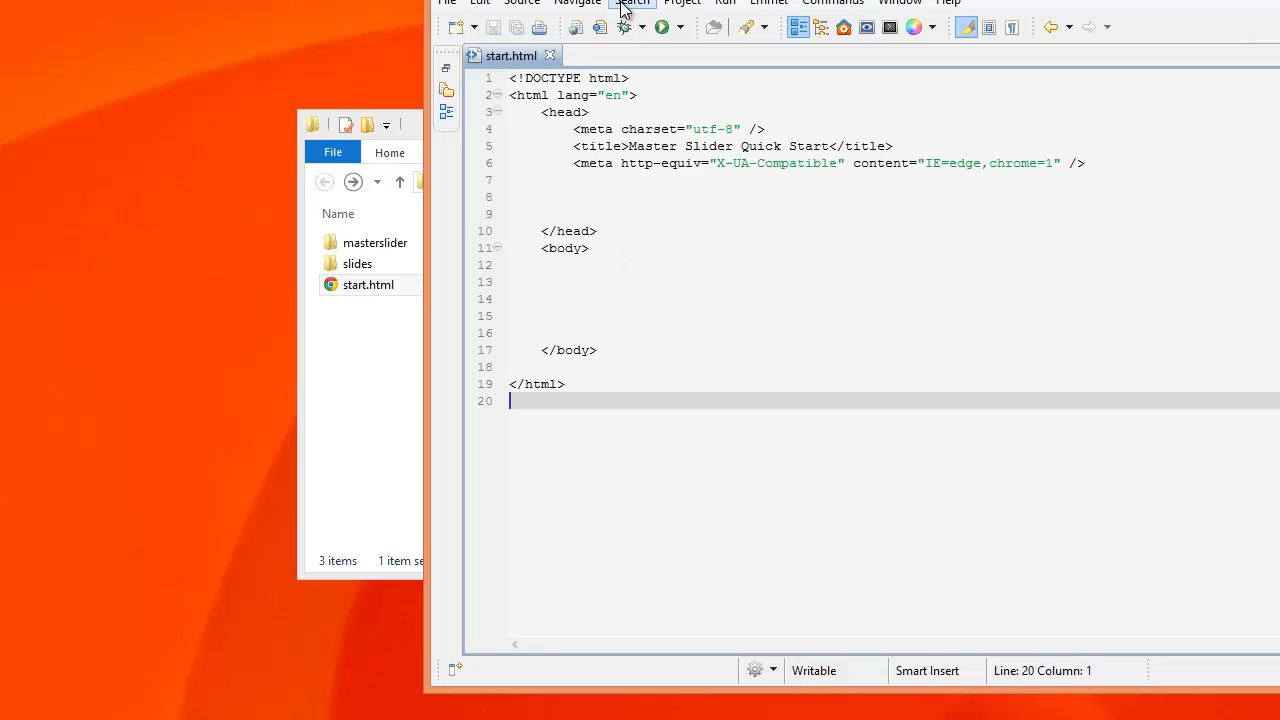 File Edit Source Navigate Search Project Run Emmet Commands Window Help
start.html
1 <!DOCTYPE html>
2 <html lang="en">
3 <head>
4 <meta charset="utf-8" />
5 <title>Master Slider Quick Start</title>
6 <meta http-equiv="X-UA-Compatible" content="IE=edge,chrome=1" />
7
8
9
10 </head>
11 <body>
12
13
14
15
16
17 </body>
18
19 </html>
20
File Home
Name
masterslider
slides
start.html
3 items 1 item se
Writable Smart Insert Line: 20 Column: 1